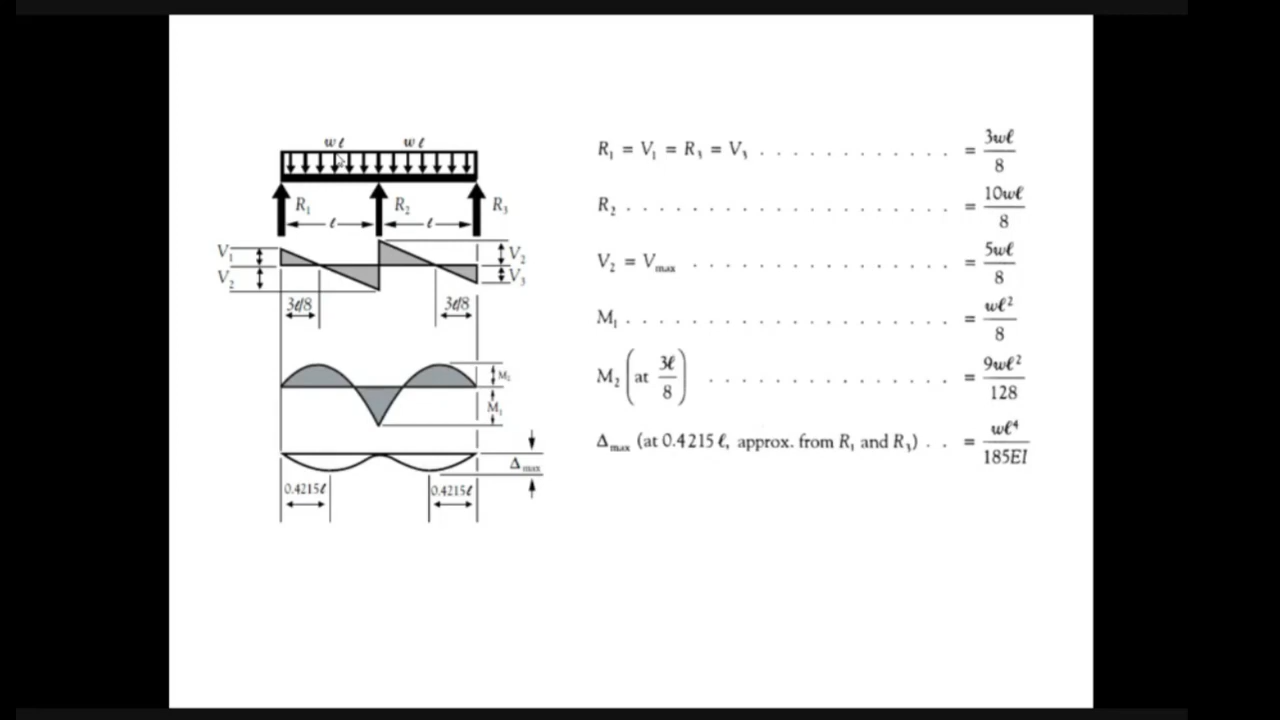 wℓ wℓ
R₁ R₂ R₃
ℓ ℓ
V₁ V₂
V₂ V₃
3ℓ/8 3ℓ/8
M₁
Δmax
0.4215ℓ 0.4215ℓ
R₁ = V₁ = R₃ = V₃ . . . . . . . . . . . . = 3wℓ/8
R₂ . . . . . . . . . . . . . . . . . . . . = 10wℓ/8
V₂ = Vmax . . . . . . . . . . . . . . . . = 5wℓ/8
M₁ . . . . . . . . . . . . . . . . . . . . = wℓ²/8
M₂ (at 3ℓ/8) . . . . . . . . . . . . . . . = 9wℓ²/128
Δmax (at 0.4215 ℓ, approx. from R₁ and R₃) . . = wℓ⁴/185EI